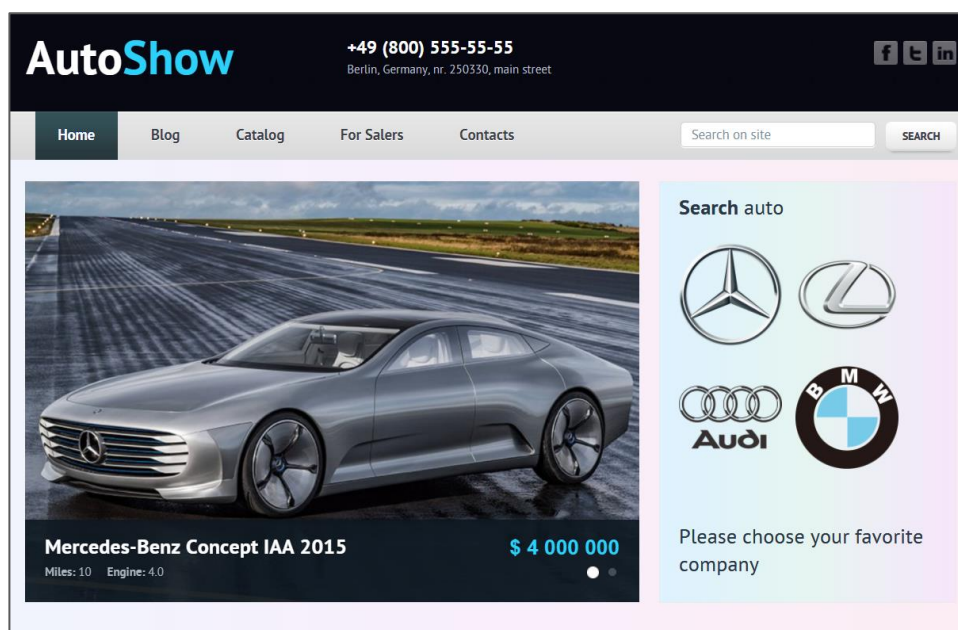 AutoShow
+49 (800) 555-55-55
Berlin, Germany, nr. 250330, main street
f t in
Home Blog Catalog For Salers Contacts
Search on site
SEARCH
Mercedes-Benz Concept IAA 2015
$ 4 000 000
Miles: 10 Engine: 4.0
Search auto
Audi
BMW
Please choose your favorite
company